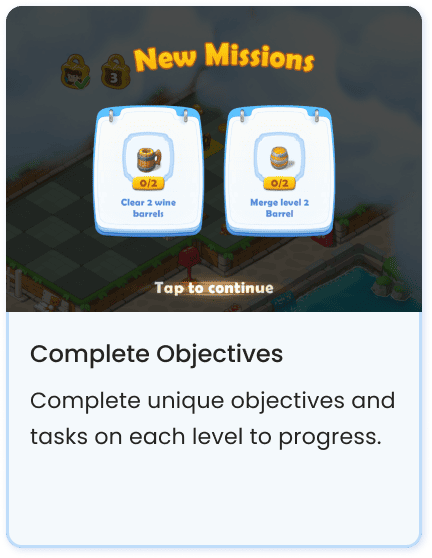 New Missions
3
0/2
Clear 2 wine
barrels
0/2
Merge level 2
Barrel
Tap to continue
Complete Objectives
Complete unique objectives and
tasks on each level to progress.